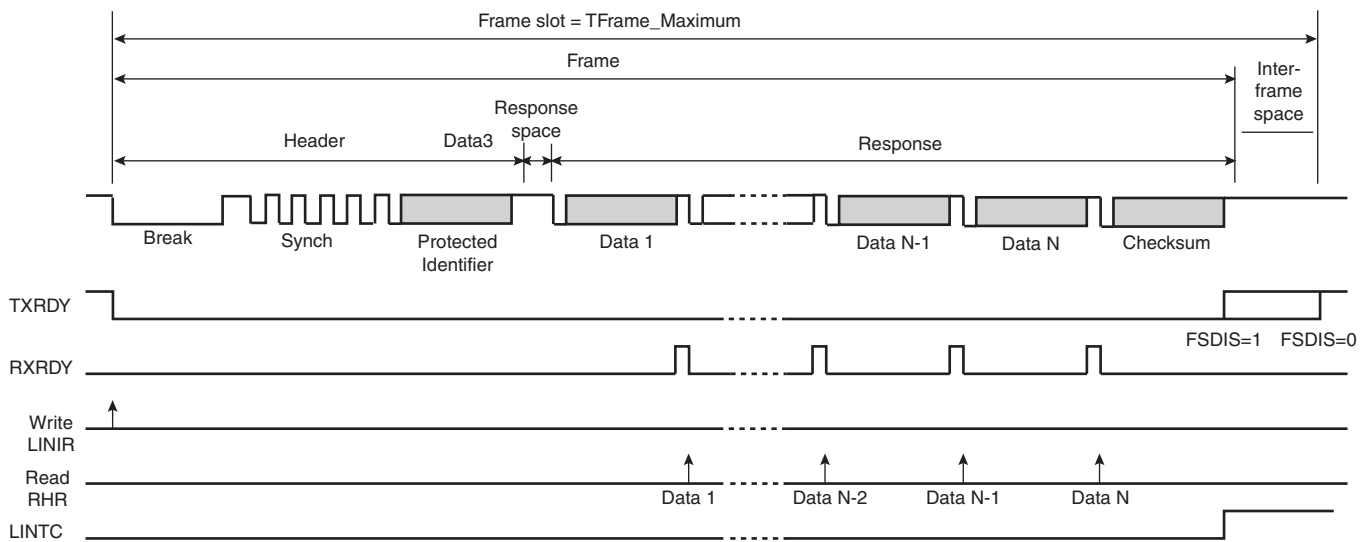 Frame slot = TFrame_Maximum
Frame
Inter-
frame
space
Response
space
Header
Data3
Response
Break
Synch
Protected
Identifier
Data 1
Data N-1
Data N
Checksum
TXRDY
FSDIS=1
FSDIS=0
RXRDY
Write
LINIR
Read
RHR
Data 1
Data N-2
Data N-1
Data N
LINTC